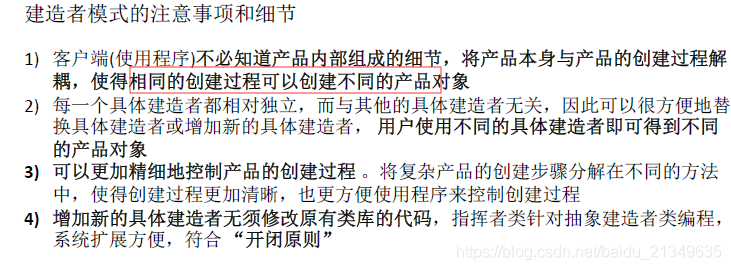 建造者模式的注意事项和细节
1) 客户端(使用程序)不必知道产品内部组成的细节，将产品本身与产品的创建过程解
耦，使得相同的创建过程可以创建不同的产品对象
2) 每一个具体建造者都相对独立，而与其他的具体建造者无关，因此可以很方便地替
换具体建造者或增加新的具体建造者， 用户使用不同的具体建造者即可得到不同
的产品对象
3) 可以更加精细地控制产品的创建过程 。将复杂产品的创建步骤分解在不同的方法
中，使得创建过程更加清晰，也更方便使用程序来控制创建过程
4) 增加新的具体建造者无须修改原有类库的代码，指挥者类针对抽象建造者类编程，
系统扩展方便，符合 “开闭原则”
https://blog.csdn.net/baidu_21349635